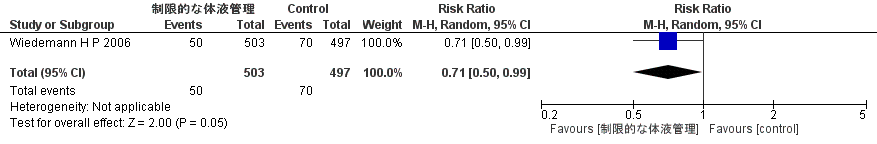 制限的な体液管理 Control Risk Ratio Risk Ratio
Study or Subgroup Events Total Events Total Weight M-H, Random, 95% CI M-H, Random, 95% CI
Wiedemann H P 2006 50 503 70 497 100.0% 0.71 [0.50, 0.99]
Total (95% CI) 503 497 100.0% 0.71 [0.50, 0.99]
Total events 50 70
Heterogeneity: Not applicable
Test for overall effect: Z = 2.00 (P = 0.05)
0.2 0.5 1 2 5
Favours [制限的な体液管理] Favours [control]